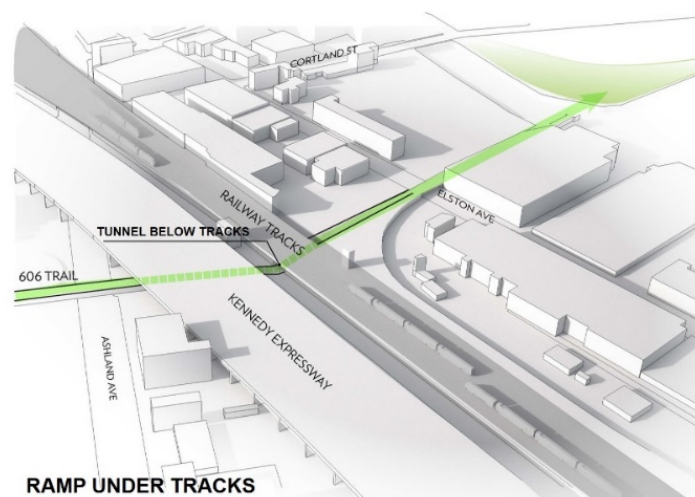 CORTLAND ST
RAILWAY TRACKS
ELSTON AVE
TUNNEL BELOW TRACKS
606 TRAIL
KENNEDY EXPRESSWAY
ASHLAND AVE
RAMP UNDER TRACKS